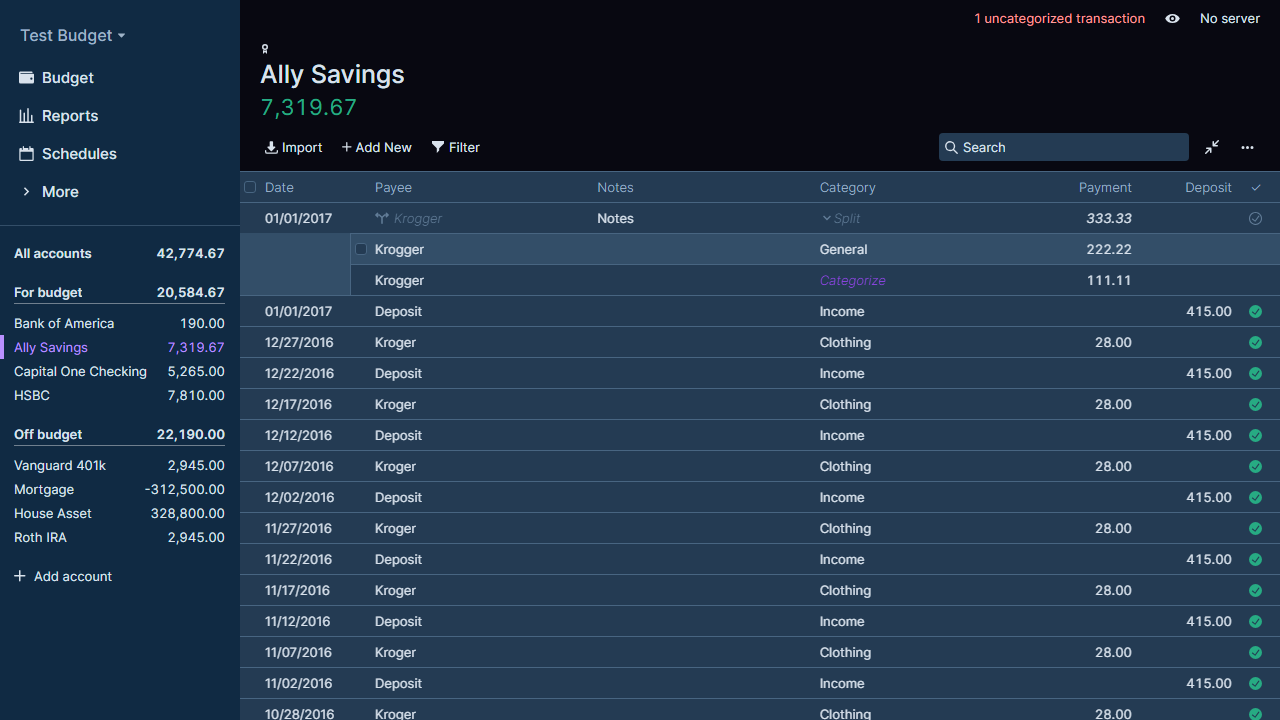 Test Budget
Budget
Reports
Schedules
More
All accounts 42,774.67
For budget 20,584.67
Bank of America 190.00
Ally Savings 7,319.67
Capital One Checking 5,265.00
HSBC 7,810.00
Off budget 22,190.00
Vanguard 401k 2,945.00
Mortgage -312,500.00
House Asset 328,800.00
Roth IRA 2,945.00
Add account
1 uncategorized transaction No server
Ally Savings
7,319.67
Import Add New Filter Search
Date Payee Notes Category Payment Deposit
01/01/2017 Krogger Notes Split 333.33
Krogger General 222.22
Krogger Categorize 111.11
01/01/2017 Deposit Income 415.00
12/27/2016 Kroger Clothing 28.00
12/22/2016 Deposit Income 415.00
12/17/2016 Kroger Clothing 28.00
12/12/2016 Deposit Income 415.00
12/07/2016 Kroger Clothing 28.00
12/02/2016 Deposit Income 415.00
11/27/2016 Kroger Clothing 28.00
11/22/2016 Deposit Income 415.00
11/17/2016 Kroger Clothing 28.00
11/12/2016 Deposit Income 415.00
11/07/2016 Kroger Clothing 28.00
11/02/2016 Deposit Income 415.00
10/28/2016 Kroger Clothing 28.00